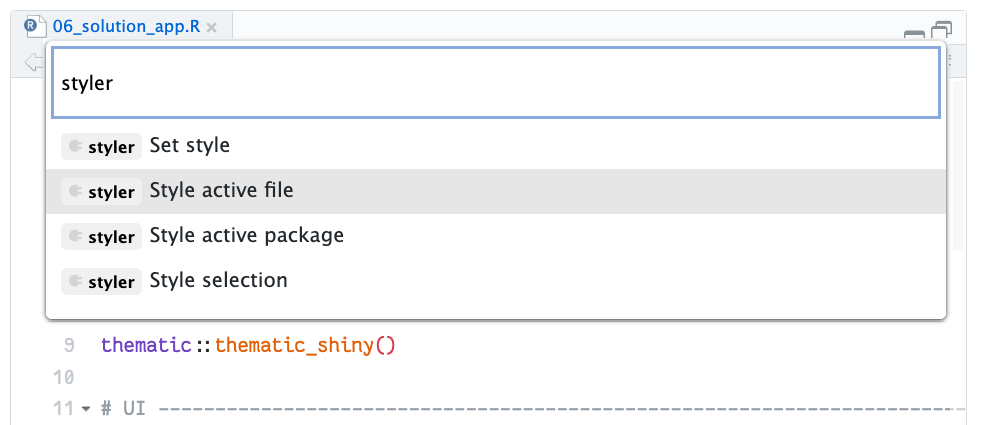 06_solution_app.R
styler
styler Set style
styler Style active file
styler Style active package
styler Style selection
9 thematic::thematic_shiny()
10
11 # UI --------------------------------------------------------------------